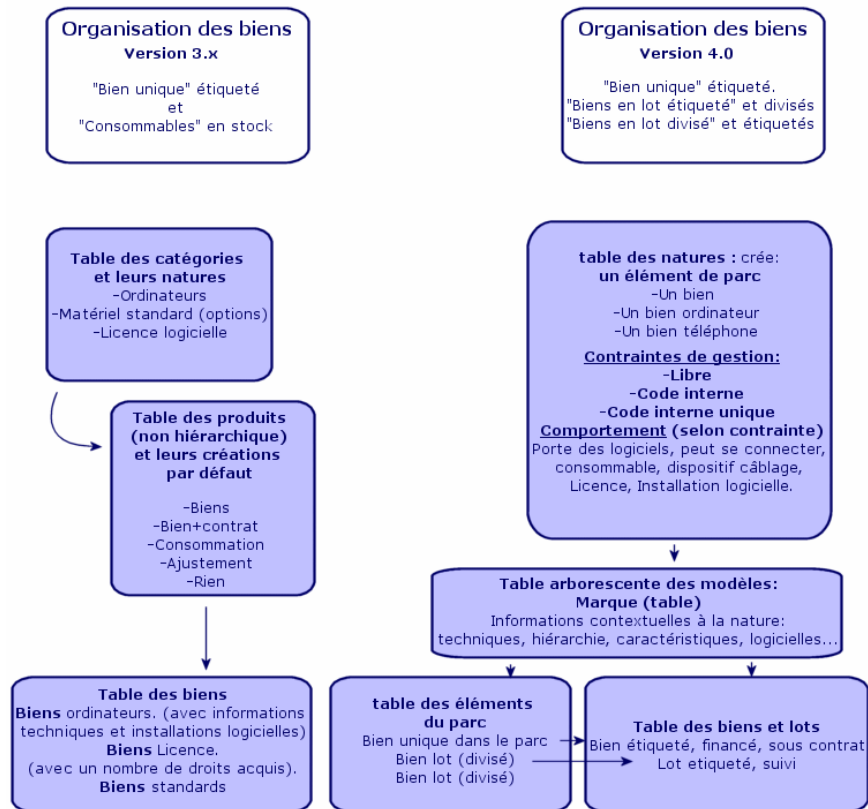 Organisation des biens
Version 3.x
"Bien unique" étiqueté
et
"Consommables" en stock
Organisation des biens
Version 4.0
"Bien unique" étiqueté.
"Biens en lot étiqueté" et divisés
"Biens en lot divisé" et étiquetés
Table des catégories
et leurs natures
-Ordinateurs
-Matériel standard (options)
-Licence logicielle
Table des produits
(non hiérarchique)
et leurs créations
par défaut
-Biens
-Bien+contrat
-Consommation
-Ajustement
-Rien
Table des biens
Biens ordinateurs. (avec informations
techniques et installations logicielles)
Biens Licence.
(avec un nombre de droits acquis).
Biens standards
table des natures : crée:
un élément de parc
-Un bien
-Un bien ordinateur
-Un bien téléphone
Contraintes de gestion:
-Libre
-Code interne
-Code interne unique
Comportement (selon contrainte)
Porte des logiciels, peut se connecter,
consommable, dispositif câblage,
Licence, Installation logicielle.
Table arborescente des modèles:
Marque (table)
Informations contextuelles à la nature:
techniques, hiérarchie, caractéristiques, logicielles...
table des éléments
du parc
Bien unique dans le parc
Bien lot (divisé)
Bien lot (divisé)
Table des biens et lots
Bien étiqueté, financé, sous contrat
Lot etiqueté, suivi